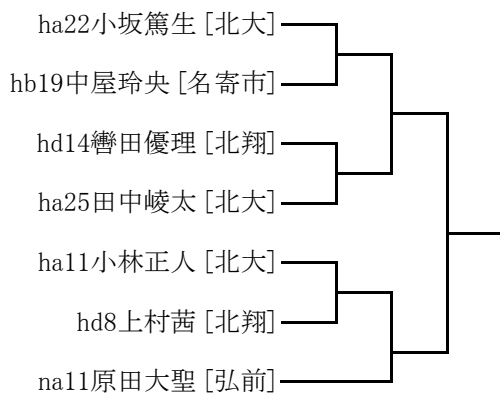 ha22小坂篤生［北大］
hb19中屋玲央［名寄市］
hd14轡田優理［北翔］
ha25田中崚太［北大］
ha11小林正人［北大］
hd8上村茜［北翔］
na11原田大聖［弘前］